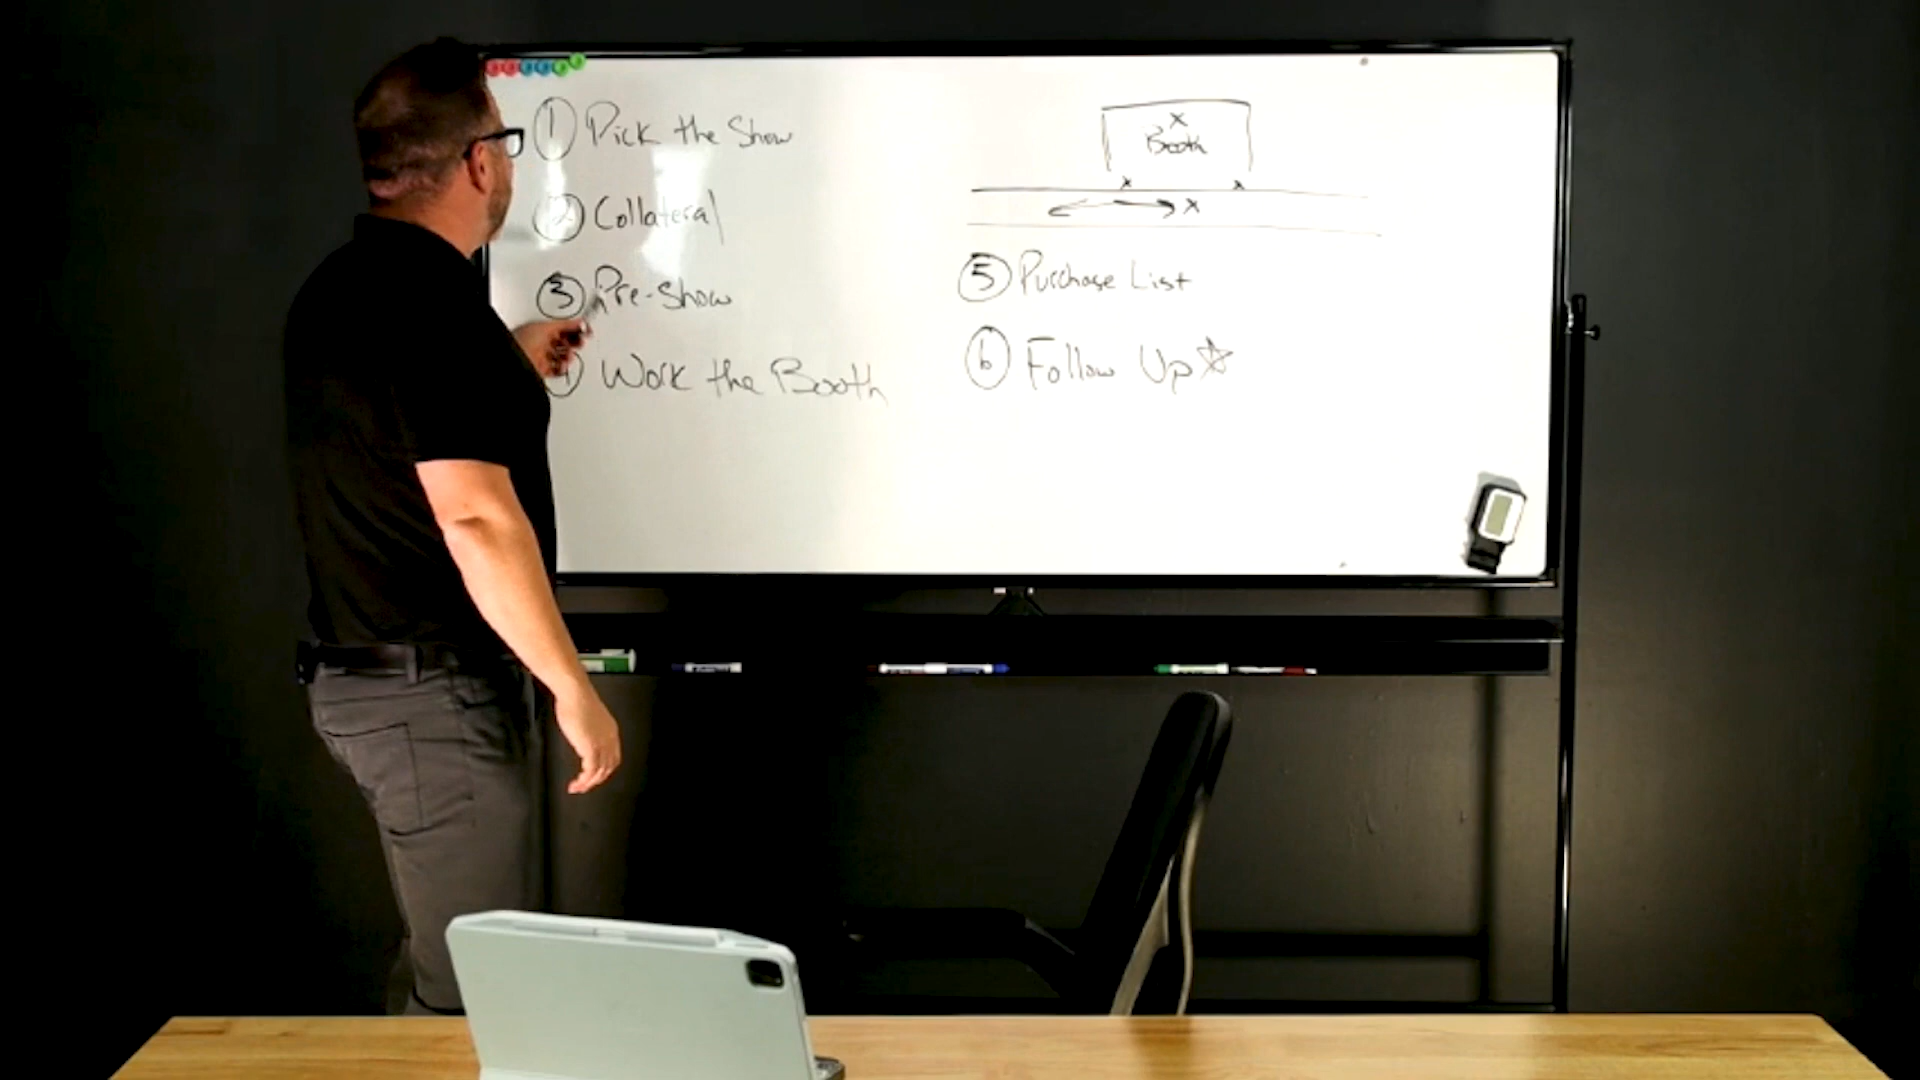 1 Pick the Show
2 Collateral
3 Pre-Show
4 Work the Booth
X
Booth
x x
X
5 Purchase List
6 Follow Up